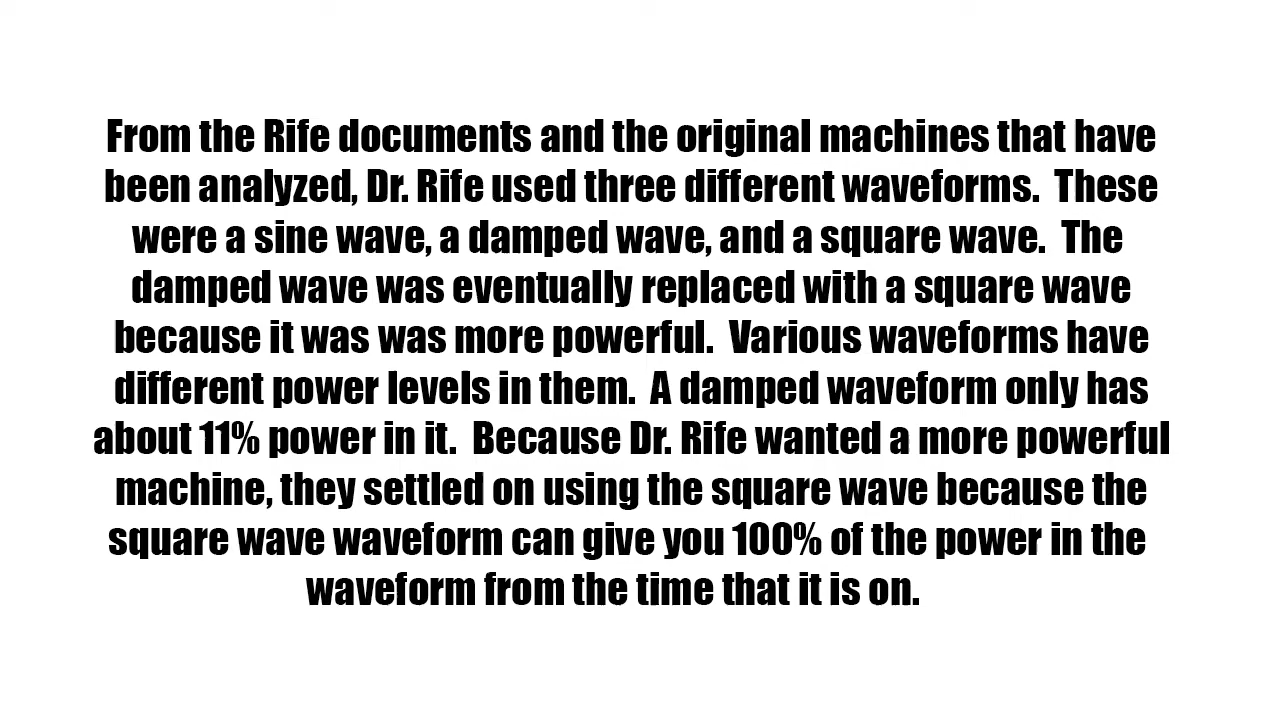 From the Rife documents and the original machines that have
been analyzed, Dr. Rife used three different waveforms.  These
were a sine wave, a damped wave, and a square wave.  The
damped wave was eventually replaced with a square wave
because it was was more powerful.  Various waveforms have
different power levels in them.  A damped waveform only has
about 11% power in it.  Because Dr. Rife wanted a more powerful
machine, they settled on using the square wave because the
square wave waveform can give you 100% of the power in the
waveform from the time that it is on.